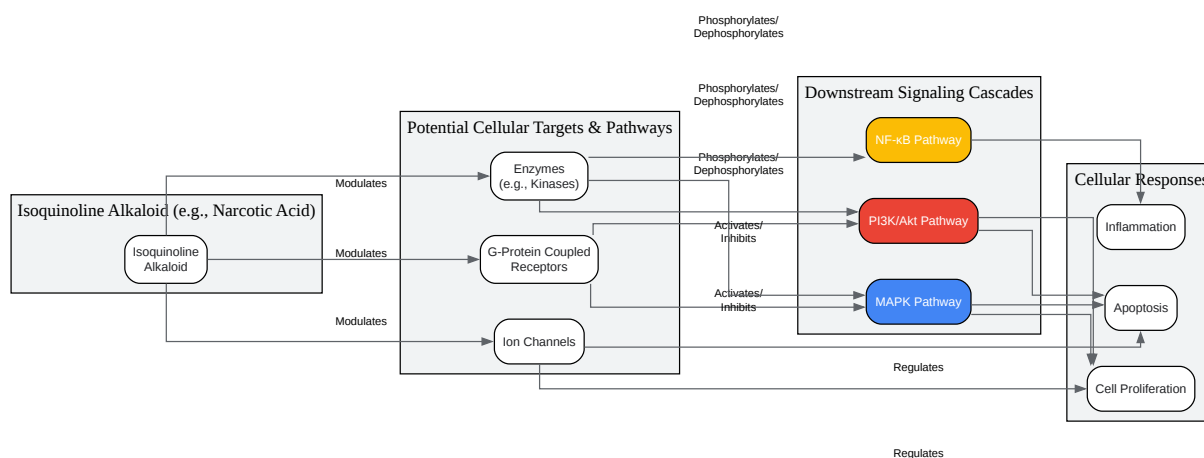 Phosphorylates/
Dephosphorylates
Phosphorylates/
Dephosphorylates
Downstream Signaling Cascades
Potential Cellular Targets & Pathways
NF-κB Pathway
Enzymes
(e.g., Kinases)
Phosphorylates/
Dephosphorylates
Modulates
Cellular Responses
Isoquinoline Alkaloid (e.g., Narcotic Acid)
PI3K/Akt Pathway
Inflammation
Activates/
Inhibits
Isoquinoline
Alkaloid
Modulates
G-Protein Coupled
Receptors
Activates/
Inhibits
MAPK Pathway
Apoptosis
Modulates
Ion Channels
Regulates
Cell Proliferation
Regulates